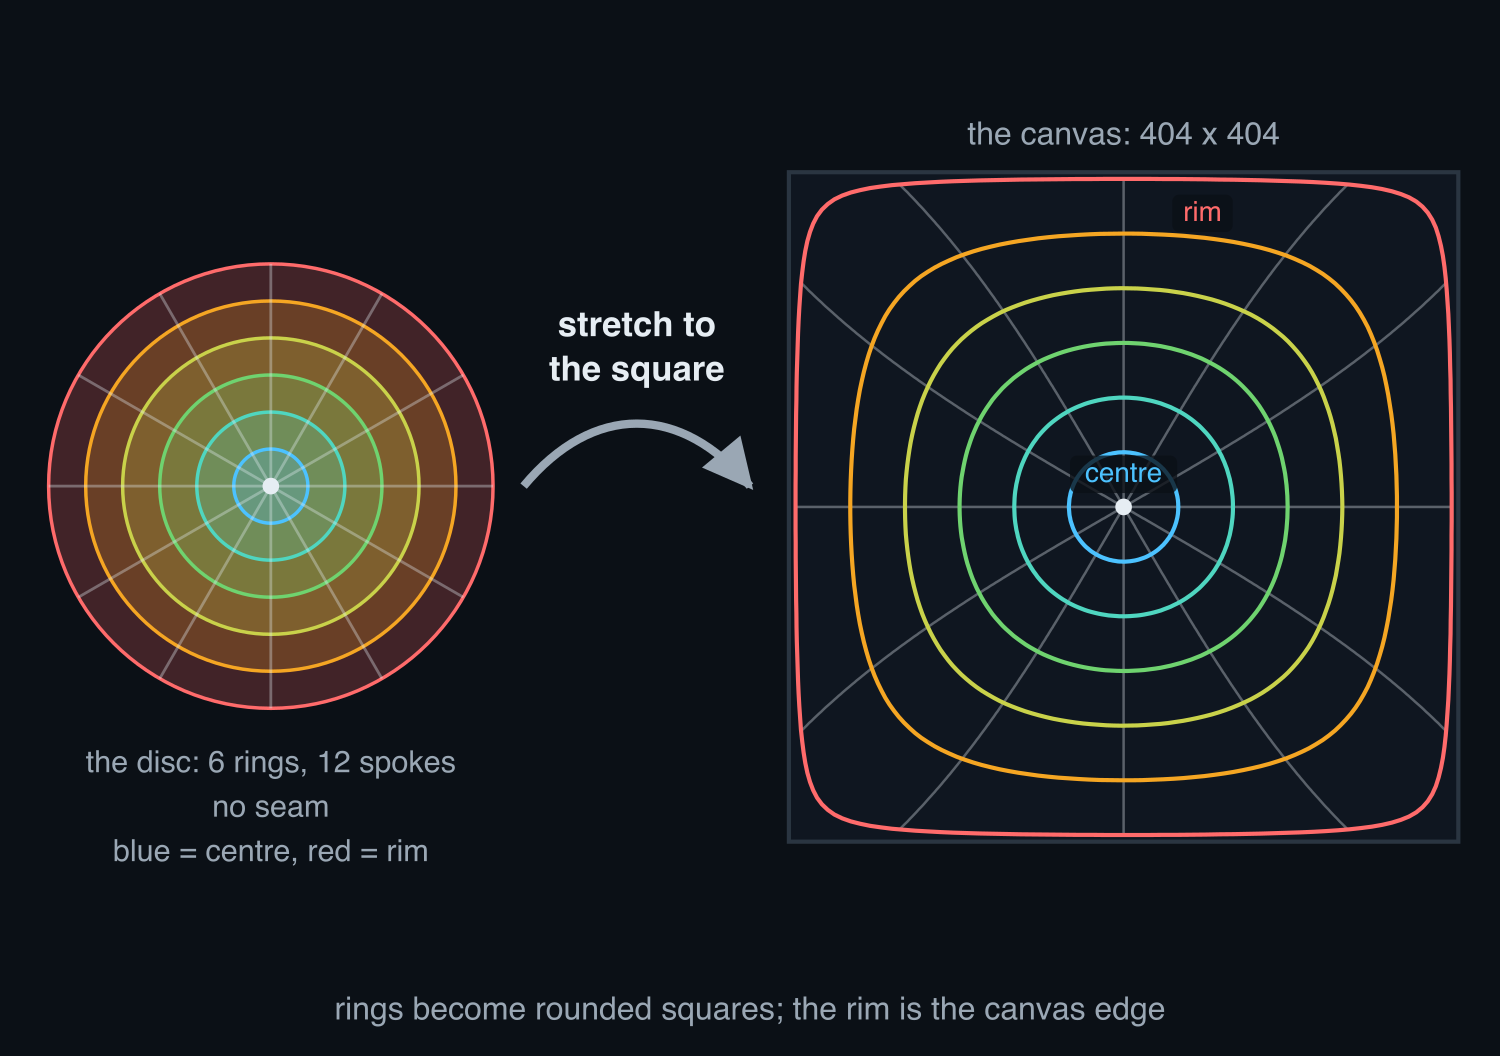 the canvas: 404 x 404
rim
stretch to
the square
centre
the disc: 6 rings, 12 spokes
no seam
blue = centre, red = rim
rings become rounded squares; the rim is the canvas edge